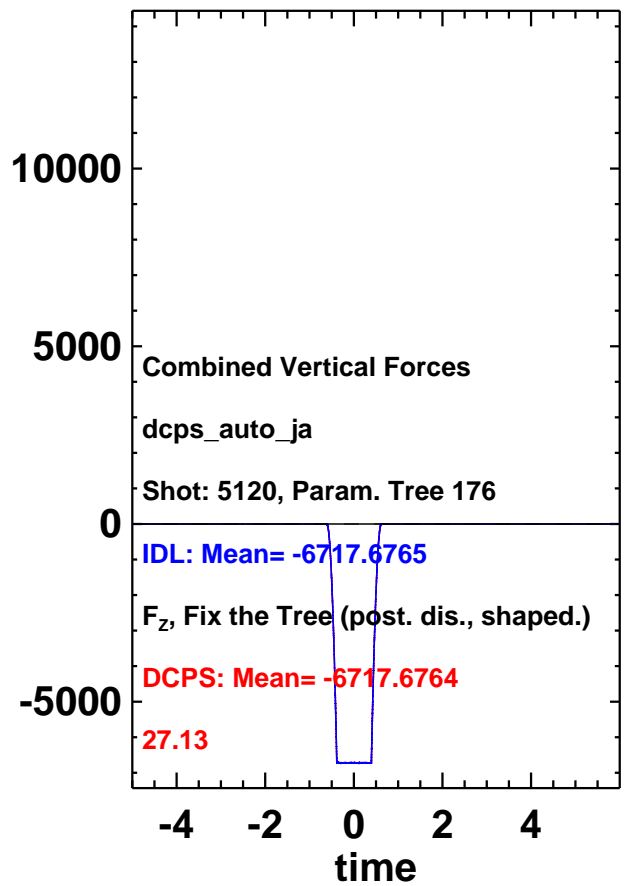 10000
5000
Combined Vertical Forces
dcps_auto_ja
Shot: 5120, Param. Tree 176
0
IDL: Mean= -6717.6765
Fz, Fix the Tree (post. dis., shaped.)
DCPS: Mean= -6717.6764
-5000
27.13
-4 -2 0 2 4
time